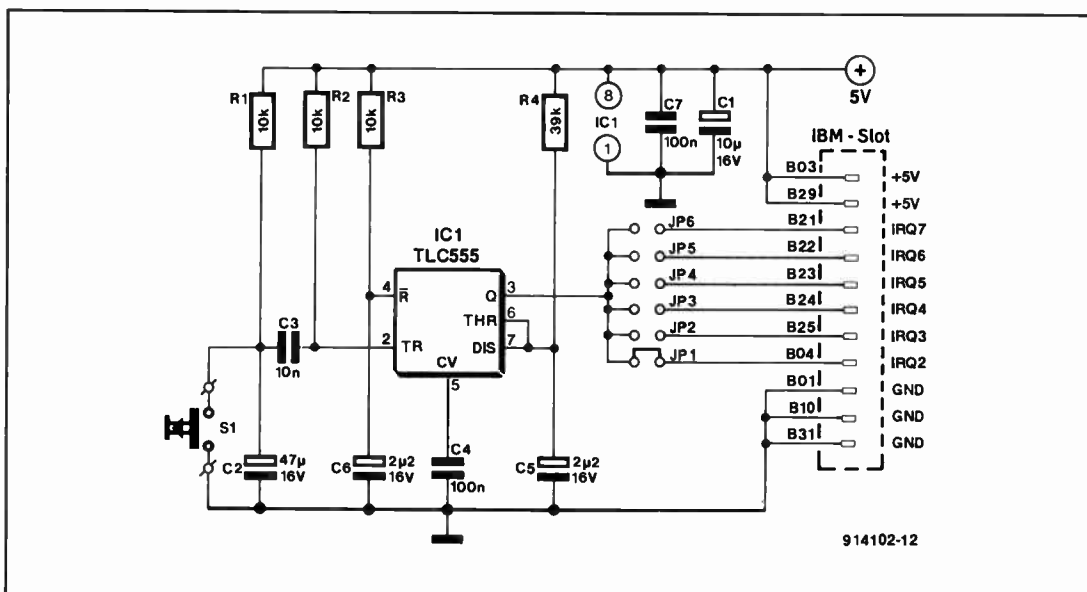 5V
R1 10k
R2 10k
R3 10k
R4 39k
8
IC1
1
C7
100n
C1
10µ
16V
IBM - Slot
B03 +5V
B29 +5V
JP6 B21 IRQ7
JP5 B22 IRQ6
JP4 B23 IRQ5
JP3 B24 IRQ4
JP2 B25 IRQ3
JP1 B04 IRQ2
B01 GND
B10 GND
B31 GND
IC1
TLC555
4 R̅ Q 3
THR 6
2 TR DIS 7
CV
5
C3
10n
S1
C2 47µ
16V
C6 2µ2
16V
C4
100n
C5 2µ2
16V
914102-12